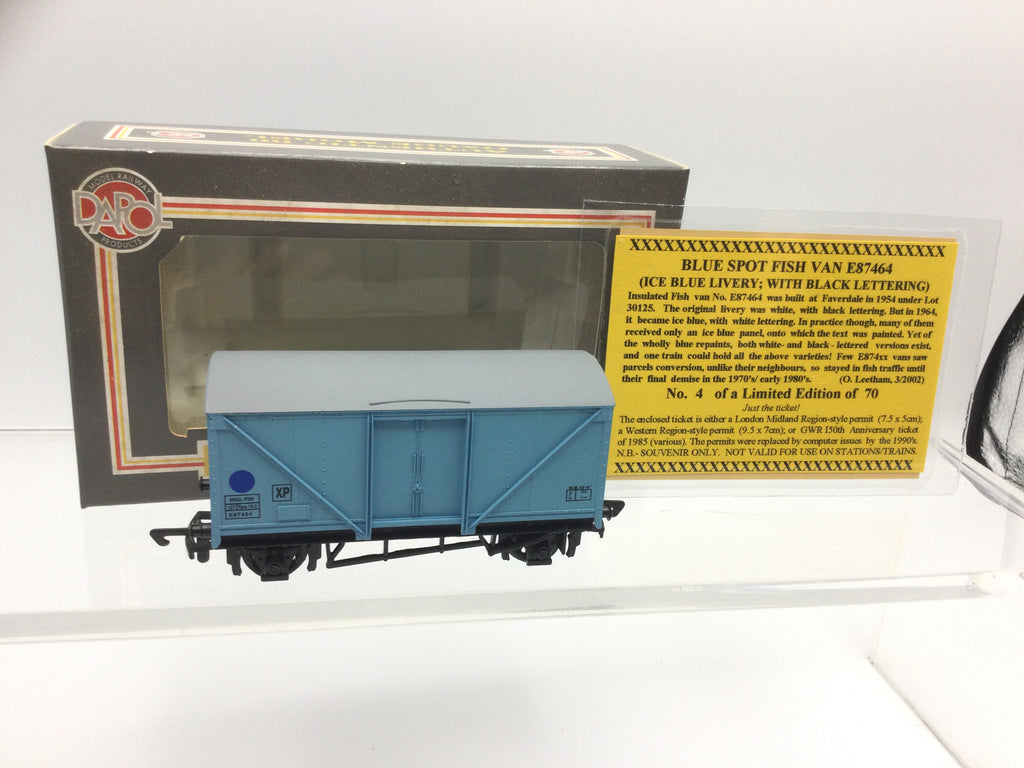 MODEL RAILWAY
DAPOL
PRODUCTS
XXXXXXXXXXXXXXXXXXXXXXXXXXXX
BLUE SPOT FISH VAN E87464
(ICE BLUE LIVERY; WITH BLACK LETTERING)
Insulated Fish van No. E87464 was built at Faverdale in 1954 under Lot
30125. The original livery was white, with black lettering. But in 1964,
it became ice blue, with white lettering. In practice though, many of them
received only an ice blue panel, onto which the text was painted. Yet of
the wholly blue repaints, both white- and black - lettered versions exist,
and one train could hold all the above varieties! Few E874xx vans saw
parcels conversion, unlike their neighbours, so stayed in fish traffic until
their final demise in the 1970's/ early 1980's. (O. Leetham, 3/2002)
No. 4 of a Limited Edition of 70
Just the ticket!
The enclosed ticket is either a London Midland Region-style permit (7.5 x 5cm);
a Western Region-style permit (9.5 x 7cm); or GWR 150th Anniversary ticket
of 1985 (various). The permits were replaced by computer issues by the 1990's.
N.B.- SOUVENIR ONLY. NOT VALID FOR USE ON STATIONS/TRAINS.
XXXXXXXXXXXXXXXXXXXXXXXXXXXX
XP
INSUL-FISH
E87464